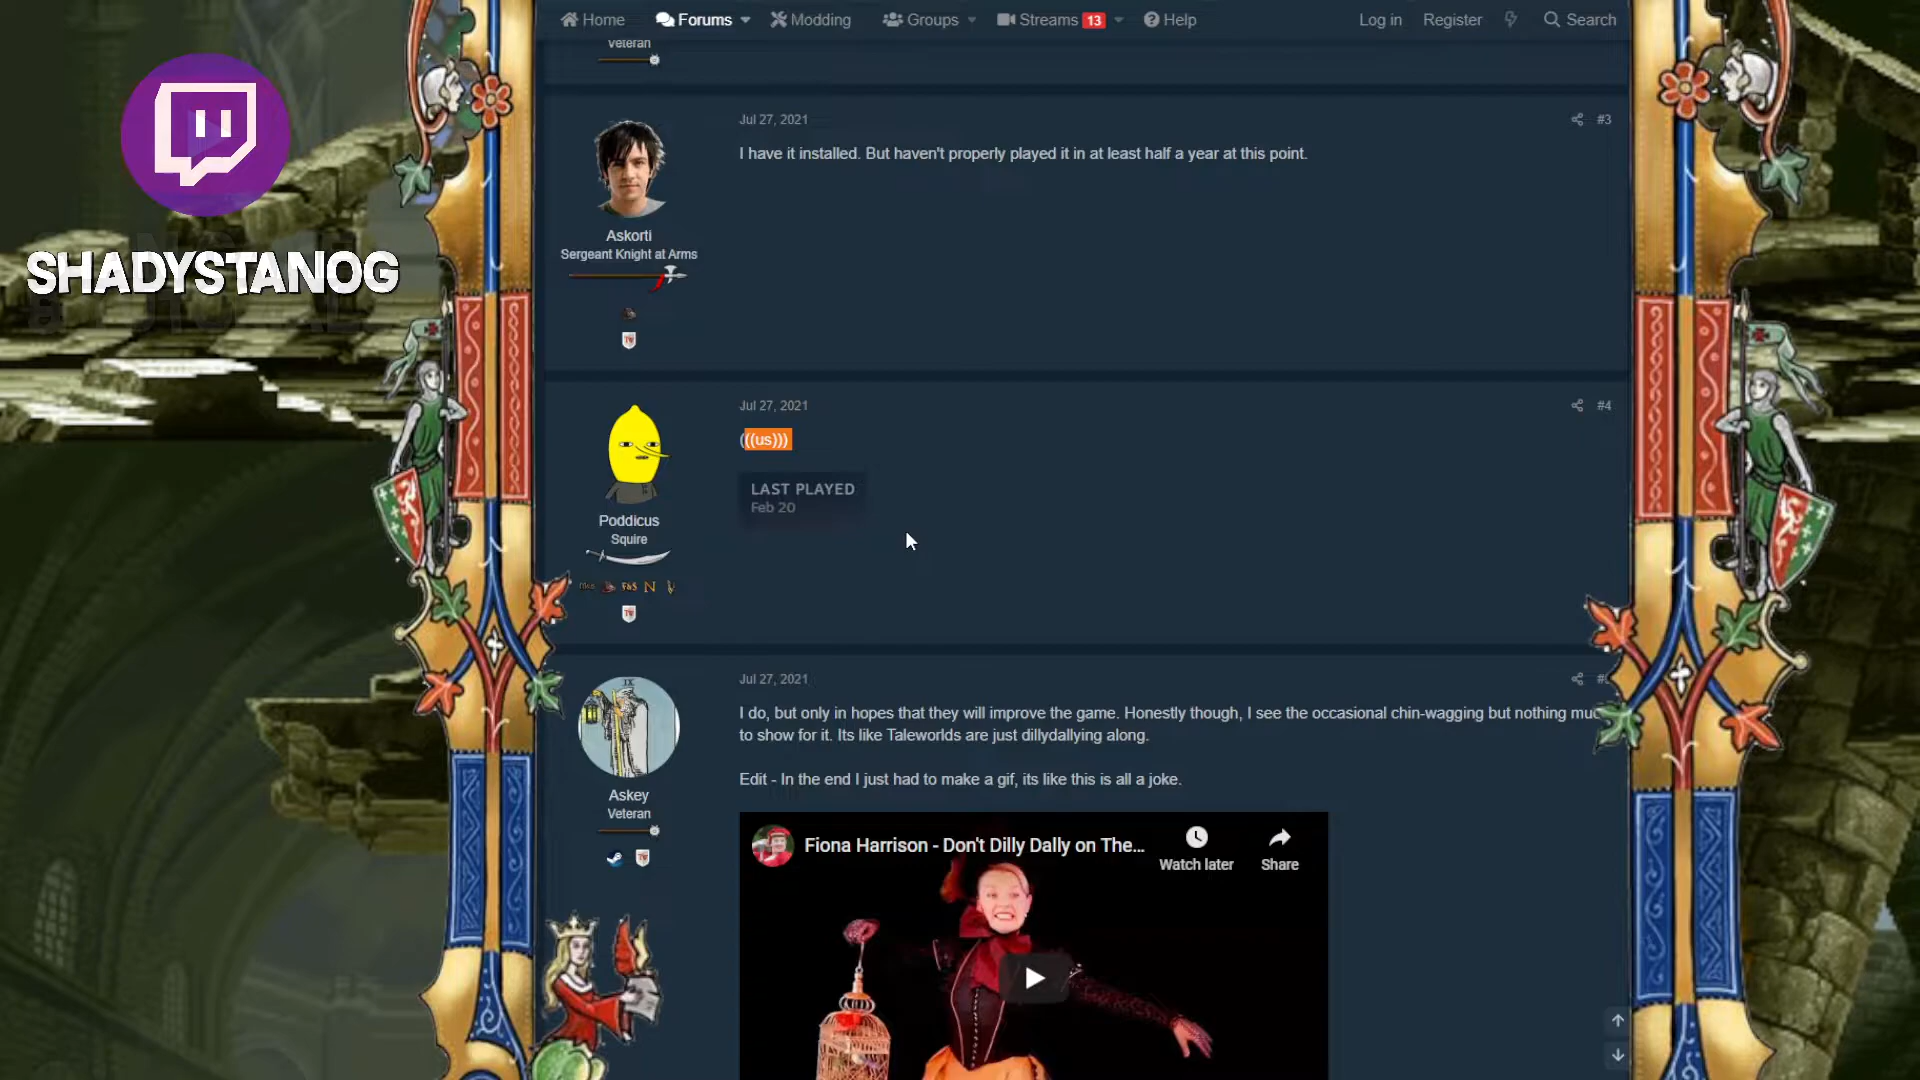 Home
Forums
Modding
Groups
Streams 13
Help
Log in
Register
Search
Veteran
SHADYSTANOG
Jul 27, 2021
#3
I have it installed. But haven't properly played it in at least half a year at this point.
Askorti
Sergeant Knight at Arms
Jul 27, 2021
#4
(((us)))
LAST PLAYED
Feb 20
Poddicus
Squire
Jul 27, 2021
I do, but only in hopes that they will improve the game. Honestly though, I see the occasional chin-wagging but nothing
to show for it. Its like Taleworlds are just dillydallying along.
Edit - In the end I just had to make a gif, its like this is all a joke.
Askey
Veteran
Fiona Harrison - Don't Dilly Dally on The...
Watch later
Share